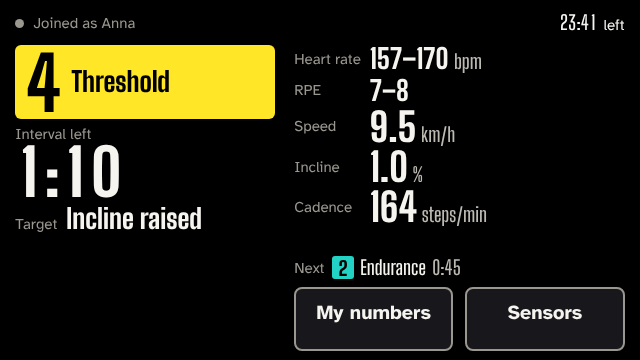 Joined as Anna
23:41 left
4 Threshold
Interval left
1:10
Target Incline raised
Heart rate 157–170 bpm
RPE 7–8
Speed 9.5 km/h
Incline 1.0 %
Cadence 164 steps/min
Next 2 Endurance 0:45
My numbers
Sensors